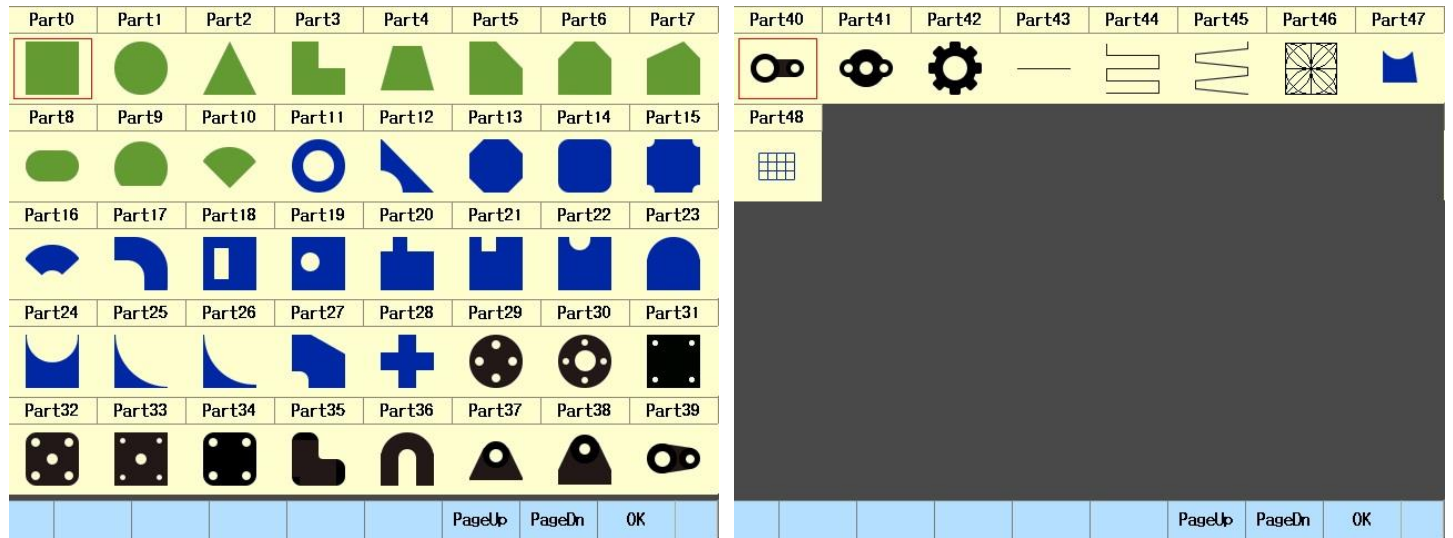 Part0 Part1 Part2 Part3 Part4 Part5 Part6 Part7
Part8 Part9 Part10 Part11 Part12 Part13 Part14 Part15
Part16 Part17 Part18 Part19 Part20 Part21 Part22 Part23
Part24 Part25 Part26 Part27 Part28 Part29 Part30 Part31
Part32 Part33 Part34 Part35 Part36 Part37 Part38 Part39
PageUp PageDn OK
Part40 Part41 Part42 Part43 Part44 Part45 Part46 Part47
Part48
PageUp PageDn OK